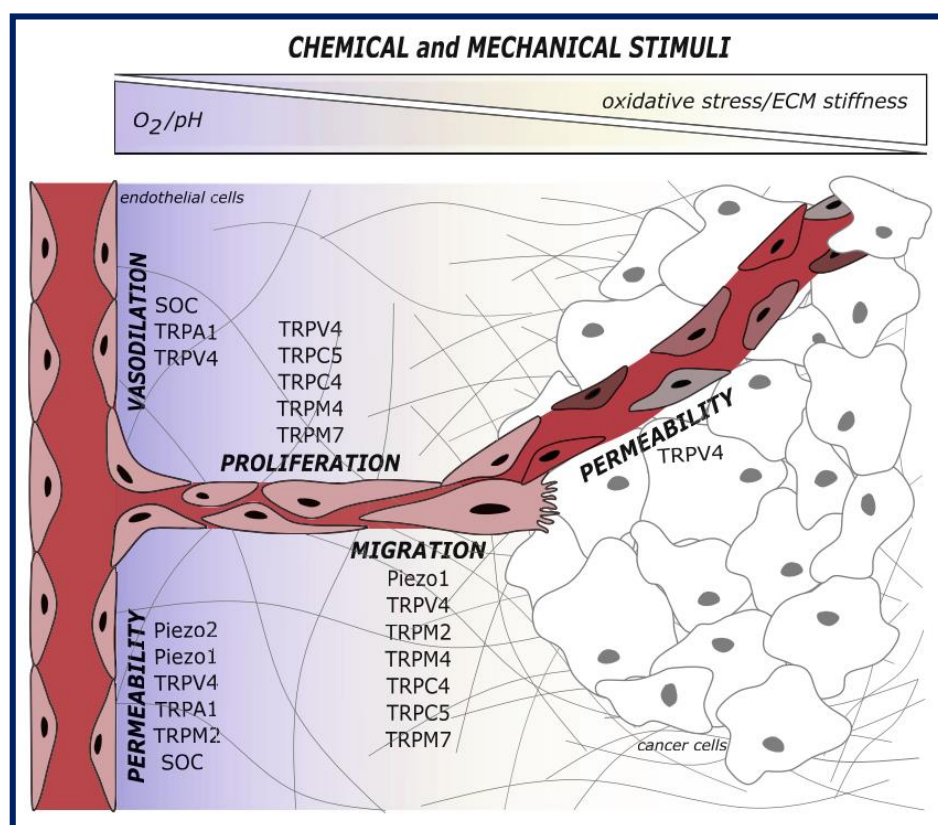 CHEMICAL and MECHANICAL STIMULI
O2/pH
oxidative stress/ECM stiffness
endothelial cells
VASODILATION
SOC
TRPA1
TRPV4
TRPV4
TRPC5
TRPC4
TRPM4
TRPM7
PROLIFERATION
PERMEABILITY
TRPV4
MIGRATION
Piezo1
TRPV4
TRPM2
TRPM4
TRPC4
TRPC5
TRPM7
PERMEABILITY
Piezo2
Piezo1
TRPV4
TRPA1
TRPM2
SOC
cancer cells